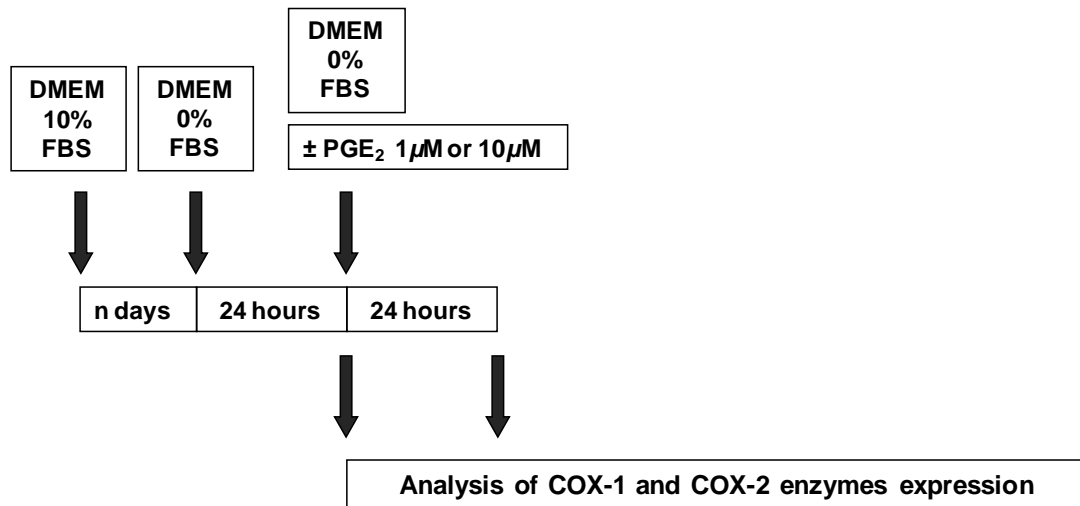 DMEM
10%
FBS
DMEM
0%
FBS
DMEM
0%
FBS
± PGE₂ 1µM or 10µM
n days
24 hours
24 hours
Analysis of COX-1 and COX-2 enzymes expression